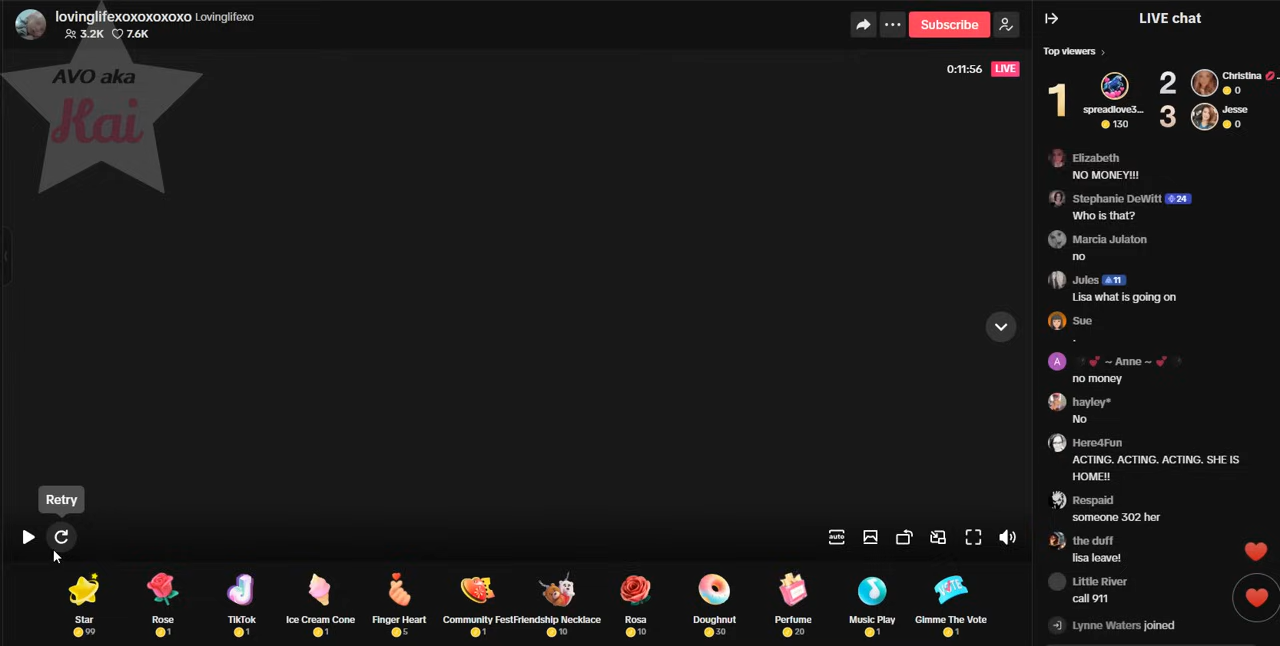 lovinglifexoxoxoxoxo Lovinglifexo
3.2K 7.6K
Subscribe
AVO aka
Kai
0:11:56 LIVE
Retry
auto
Star
99
Rose
1
TikTok
1
Ice Cream Cone
1
Finger Heart
5
Community Fest
1
Friendship Necklace
10
Rosa
10
Doughnut
30
Perfume
20
Music Play
1
Gimme The Vote
1
LIVE chat
Top viewers
1
spreadlove3...
130
2
Christina
0
3
Jesse
0
Elizabeth
NO MONEY!!!
Stephanie DeWitt 24
Who is that?
Marcia Julaton
no
Jules 11
Lisa what is going on
Sue
.
A ~ Anne ~
no money
hayley*
No
Here4Fun
ACTING. ACTING. ACTING. SHE IS
HOME!!
Respaid
someone 302 her
the duff
lisa leave!
Little River
call 911
Lynne Waters joined